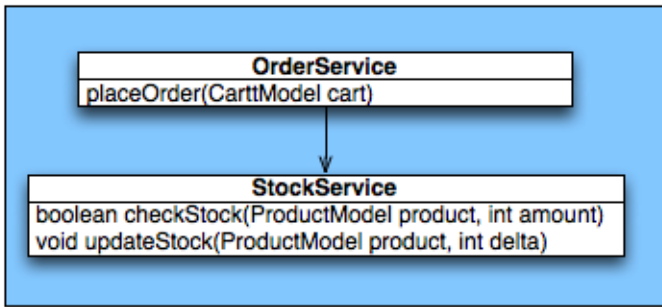 OrderService
placeOrder(CarttModel cart)
StockService
boolean checkStock(ProductModel product, int amount)
void updateStock(ProductModel product, int delta)